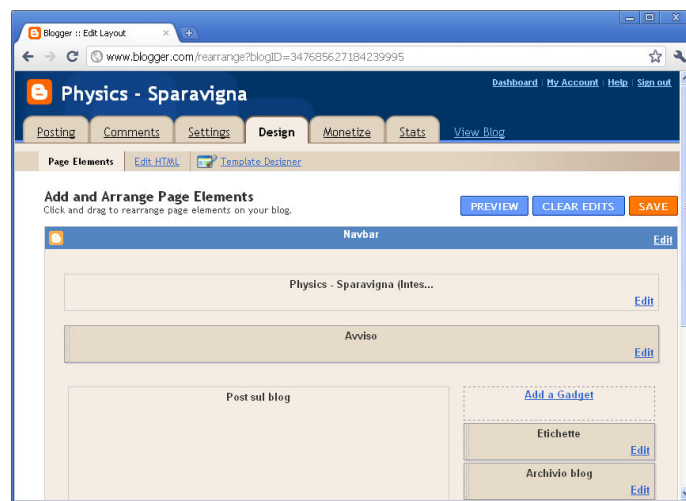 Blogger :: Edit Layout
www.blogger.com/rearrange?blogID=347685627184239995
Dashboard | My Account | Help | Sign out
Physics - Sparavigna
Posting Comments Settings Design Monetize Stats View Blog
Page Elements Edit HTML Template Designer
Add and Arrange Page Elements
Click and drag to rearrange page elements on your blog.
PREVIEW CLEAR EDITS SAVE
Navbar
Edit
Physics - Sparavigna (Intes...
Edit
Avviso
Edit
Post sul blog
Add a Gadget
Etichette
Edit
Archivio blog
Edit